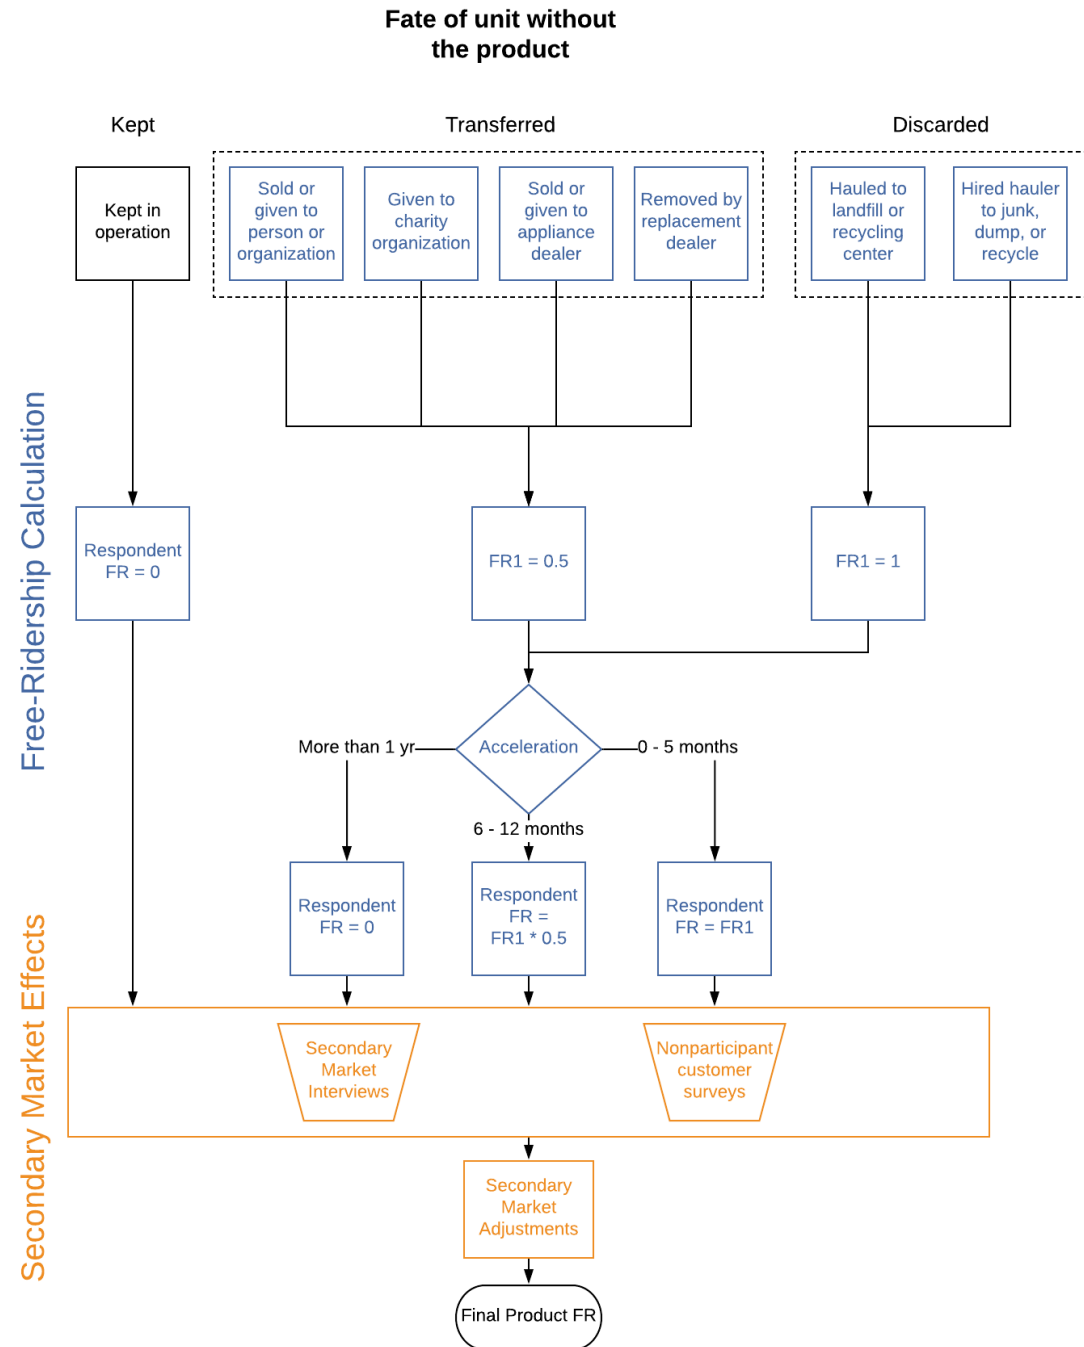 Fate of unit without
the product
Kept
Transferred
Discarded
Kept in
operation
Sold or
given to
person or
organization
Given to
charity
organization
Sold or
given to
appliance
dealer
Removed by
replacement
dealer
Hauled to
landfill or
recycling
center
Hired hauler
to junk,
dump, or
recycle
Free-Ridership Calculation
Respondent
FR = 0
FR1 = 0.5
FR1 = 1
More than 1 yr
Acceleration
0 - 5 months
6 - 12 months
Respondent
FR = 0
Respondent
FR =
FR1 * 0.5
Respondent
FR = FR1
Secondary Market Effects
Secondary
Market
Interviews
Nonparticipant
customer
surveys
Secondary
Market
Adjustments
Final Product FR